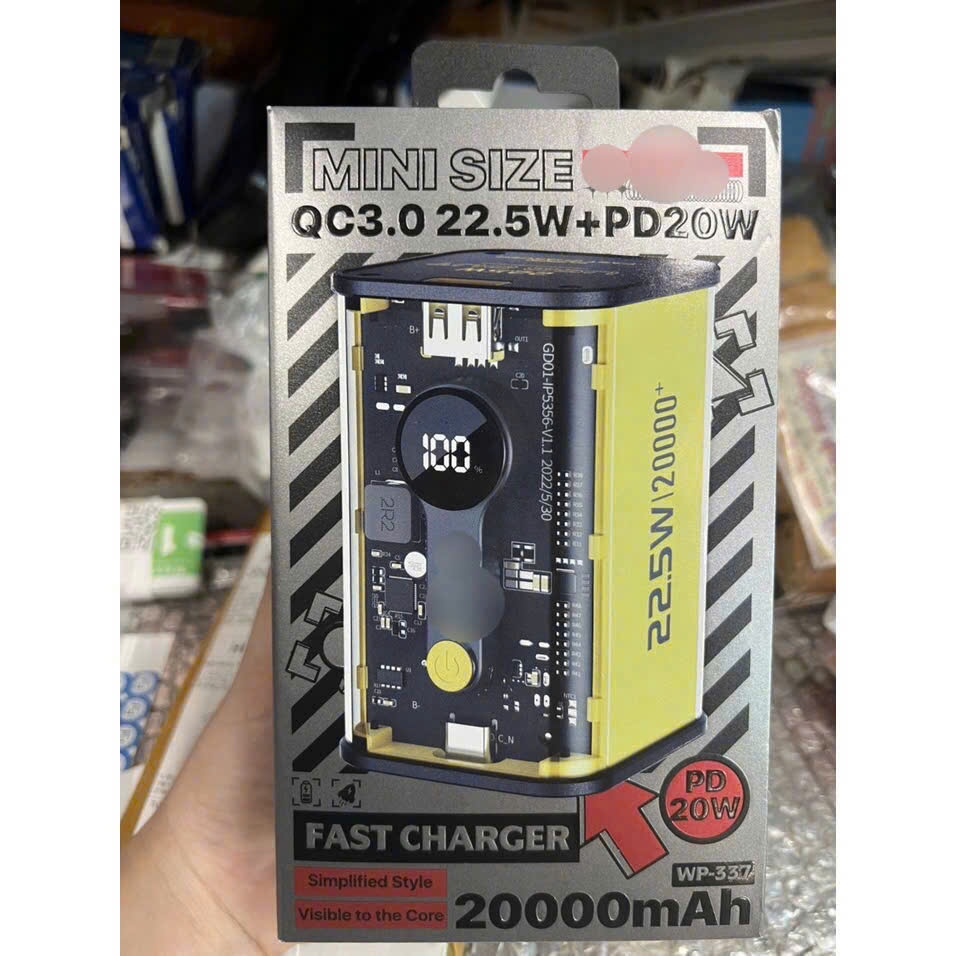 MINI SIZE
QC3.0 22.5W+PD20W
B+
OUT1
GD01-IP5356-V1.1 2022/5/30
100
%
2R2
22.5W|20000+
B-
NTC1
C_N
PD
20W
FAST CHARGER
Simplified Style
Visible to the Core
WP-337
20000mAh